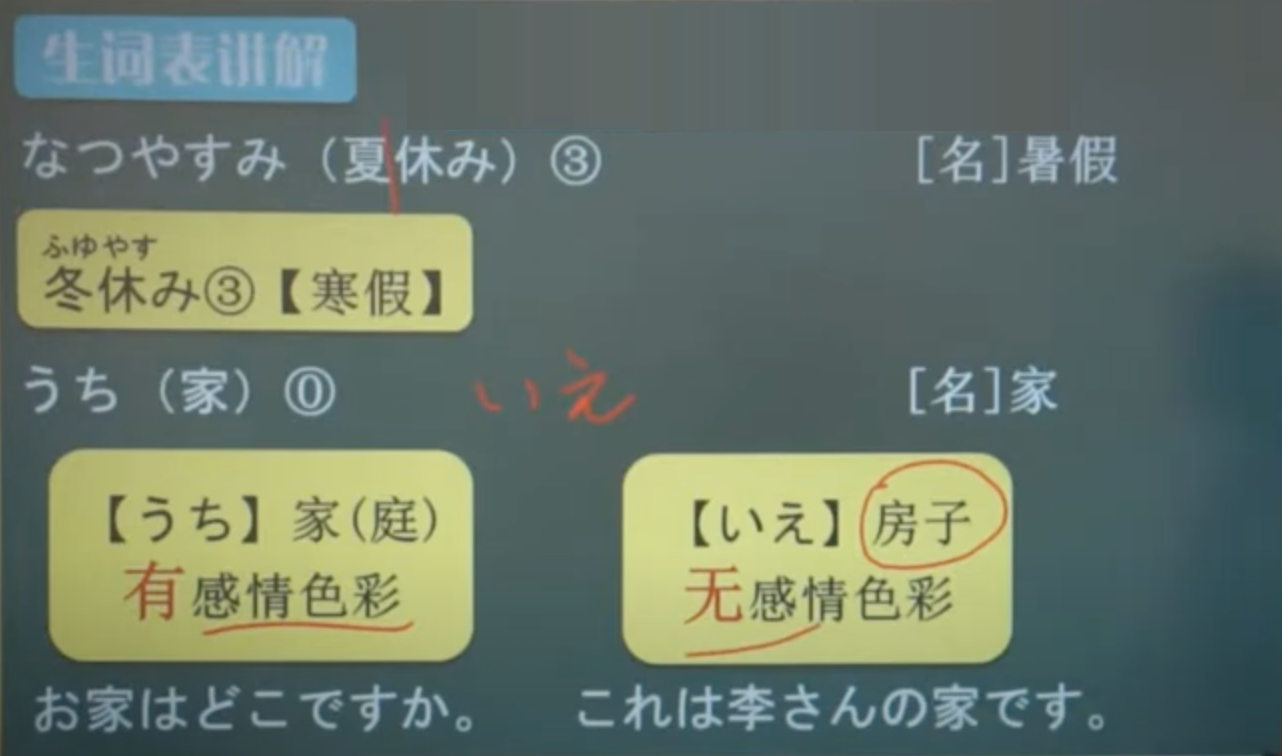 生词表讲解
なつやすみ（夏休み）③ [名]暑假
ふゆやす
冬休み③【寒假】
うち（家）⓪ いえ [名]家
【うち】家(庭)
有感情色彩
【いえ】房子
无感情色彩
お家はどこですか。 これは李さんの家です。